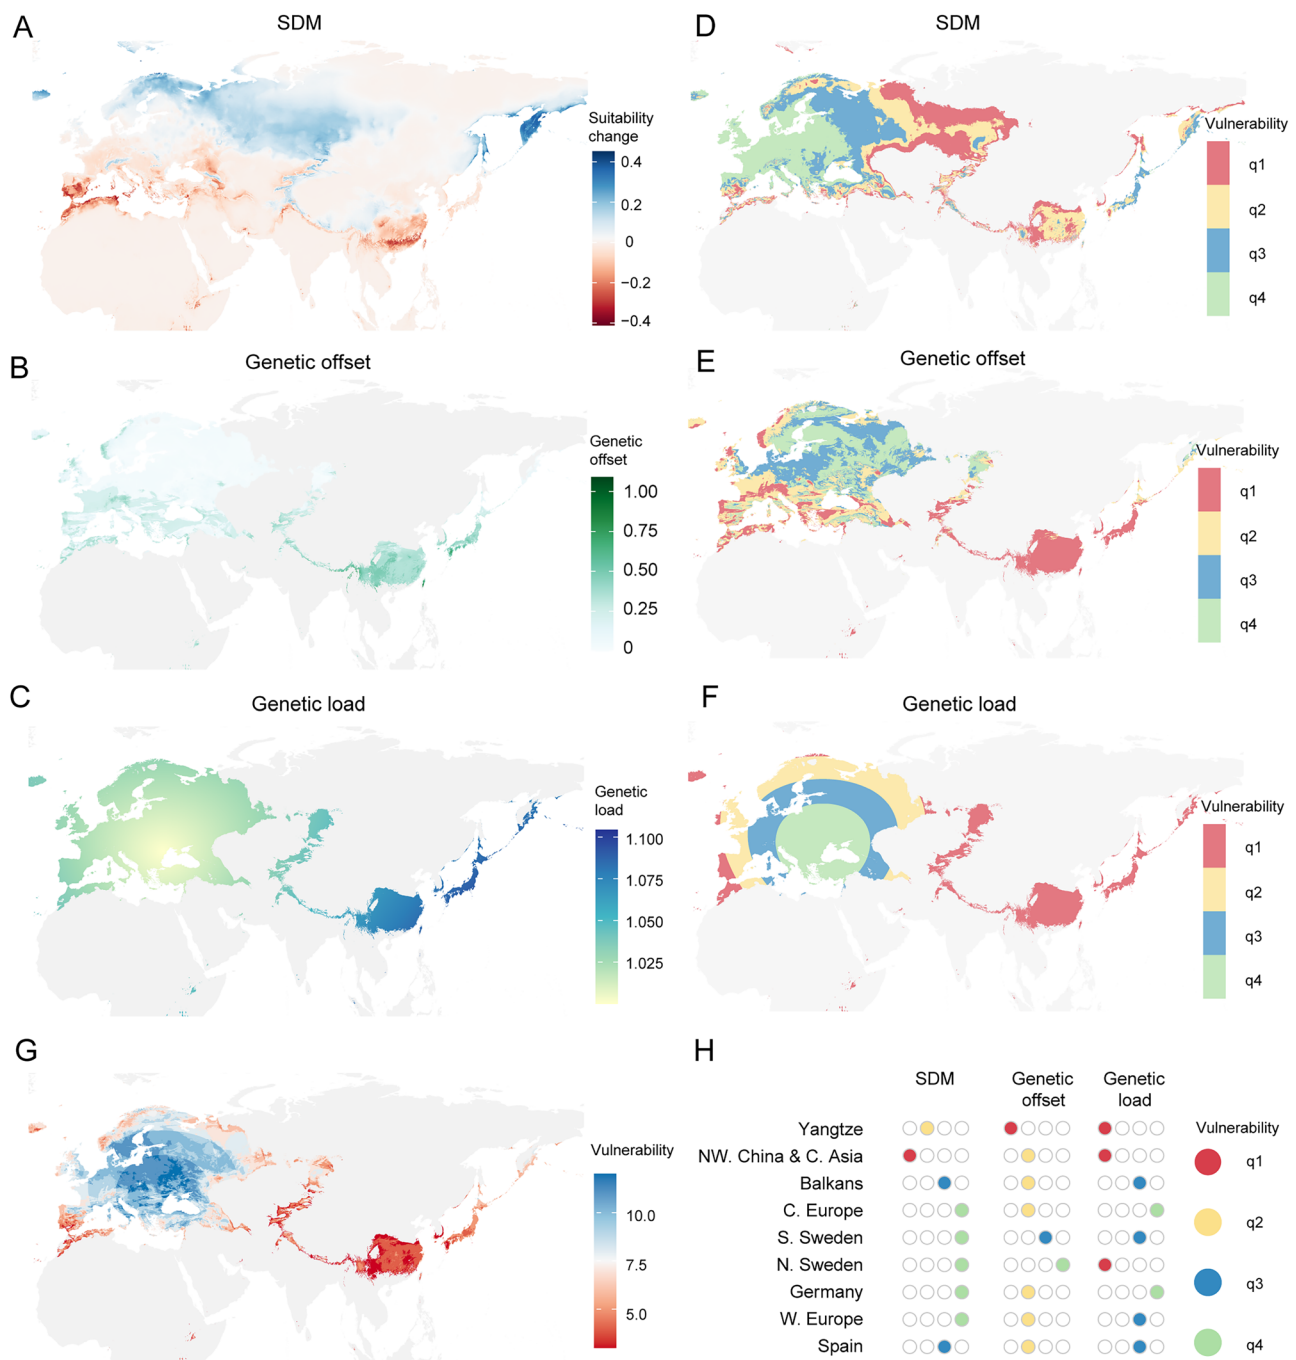 A
SDM
Suitability
change
0.4
0.2
0
−0.2
−0.4
D
SDM
Vulnerability
q1
q2
q3
q4
B
Genetic offset
Genetic
offset
1.00
0.75
0.50
0.25
0
E
Genetic offset
Vulnerability
q1
q2
q3
q4
C
Genetic load
Genetic
load
1.100
1.075
1.050
1.025
F
Genetic load
Vulnerability
q1
q2
q3
q4
G
Vulnerability
10.0
7.5
5.0
H
SDM
Genetic
offset
Genetic
load
Yangtze
NW. China & C. Asia
Balkans
C. Europe
S. Sweden
N. Sweden
Germany
W. Europe
Spain
Vulnerability
q1
q2
q3
q4